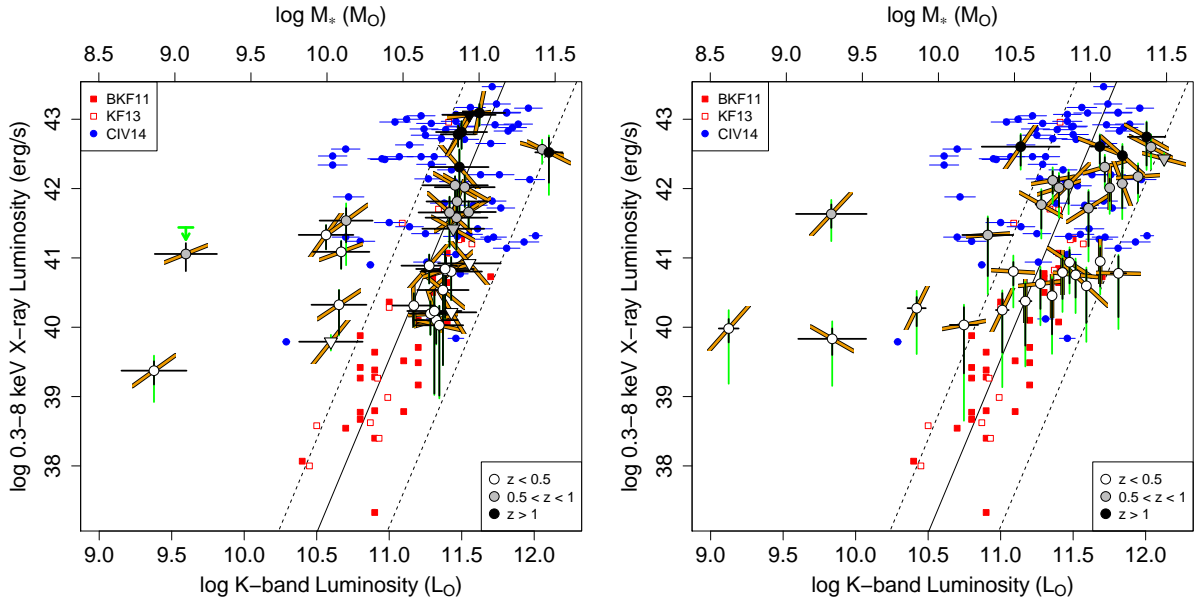 log M* (MO)
8.5 9.0 9.5 10.0 10.5 11.0 11.5
BKF11
KF13
CIV14
log 0.3−8 keV X−ray Luminosity (erg/s)
43
42
41
40
39
38
z < 0.5
0.5 < z < 1
z > 1
9.0 9.5 10.0 10.5 11.0 11.5 12.0
log K−band Luminosity (LO)
log M* (MO)
8.5 9.0 9.5 10.0 10.5 11.0 11.5
BKF11
KF13
CIV14
log 0.3−8 keV X−ray Luminosity (erg/s)
43
42
41
40
39
38
z < 0.5
0.5 < z < 1
z > 1
9.0 9.5 10.0 10.5 11.0 11.5 12.0
log K−band Luminosity (LO)